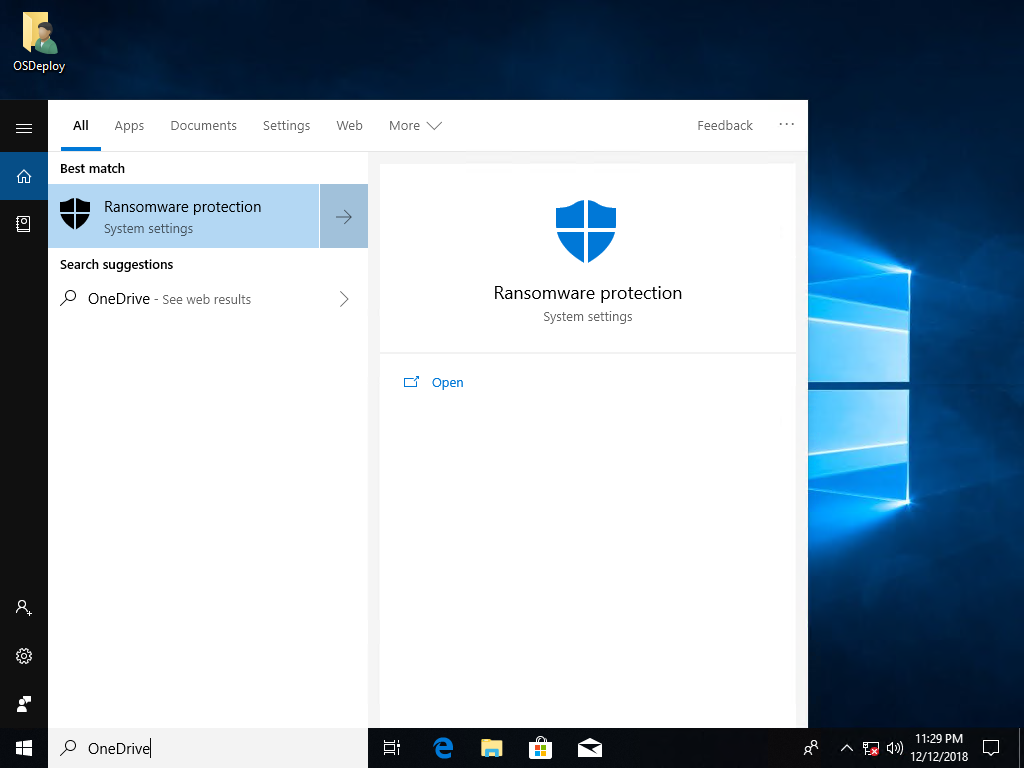 OSDeploy
All Apps Documents Settings Web More Feedback ...
Best match
Ransomware protection
System settings
Search suggestions
OneDrive - See web results
Ransomware protection
System settings
Open
OneDrive
11:29 PM
12/12/2018